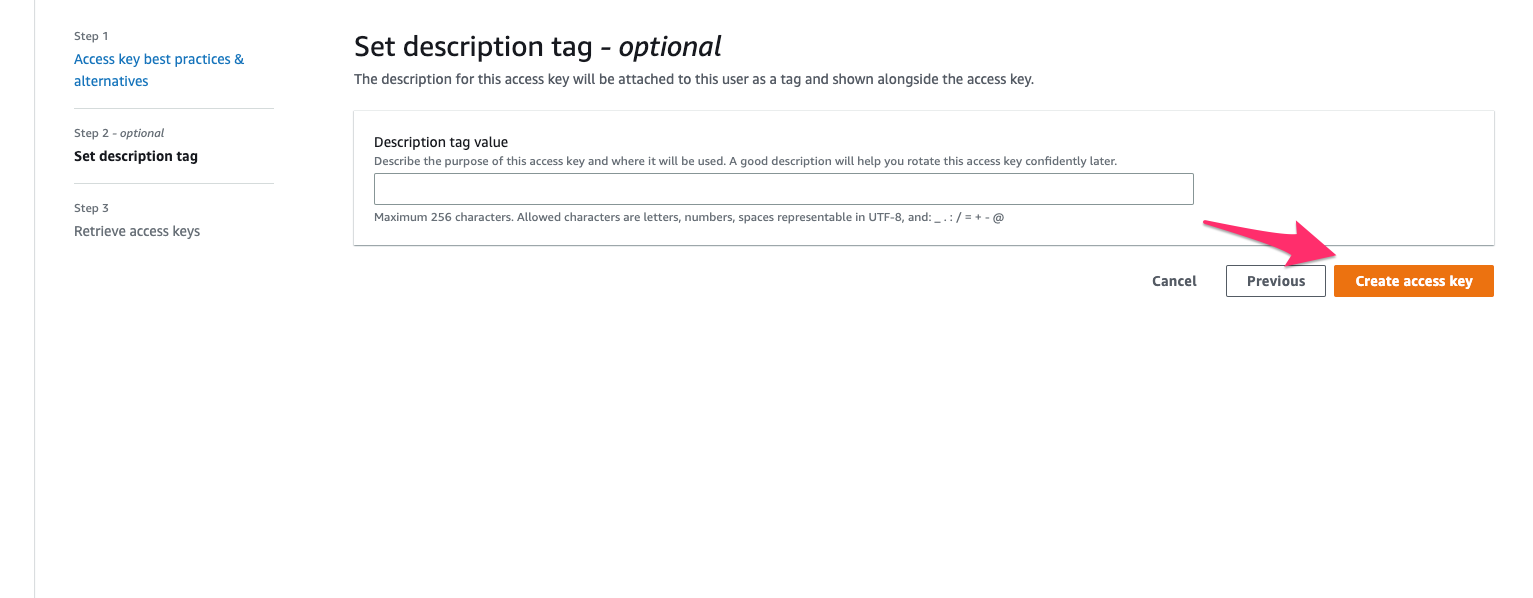 Step 1
Access key best practices &
alternatives
Step 2 - optional
Set description tag
Step 3
Retrieve access keys
Set description tag - optional
The description for this access key will be attached to this user as a tag and shown alongside the access key.
Description tag value
Describe the purpose of this access key and where it will be used. A good description will help you rotate this access key confidently later.
Maximum 256 characters. Allowed characters are letters, numbers, spaces representable in UTF-8, and: _ . : / = + - @
Cancel
Previous
Create access key